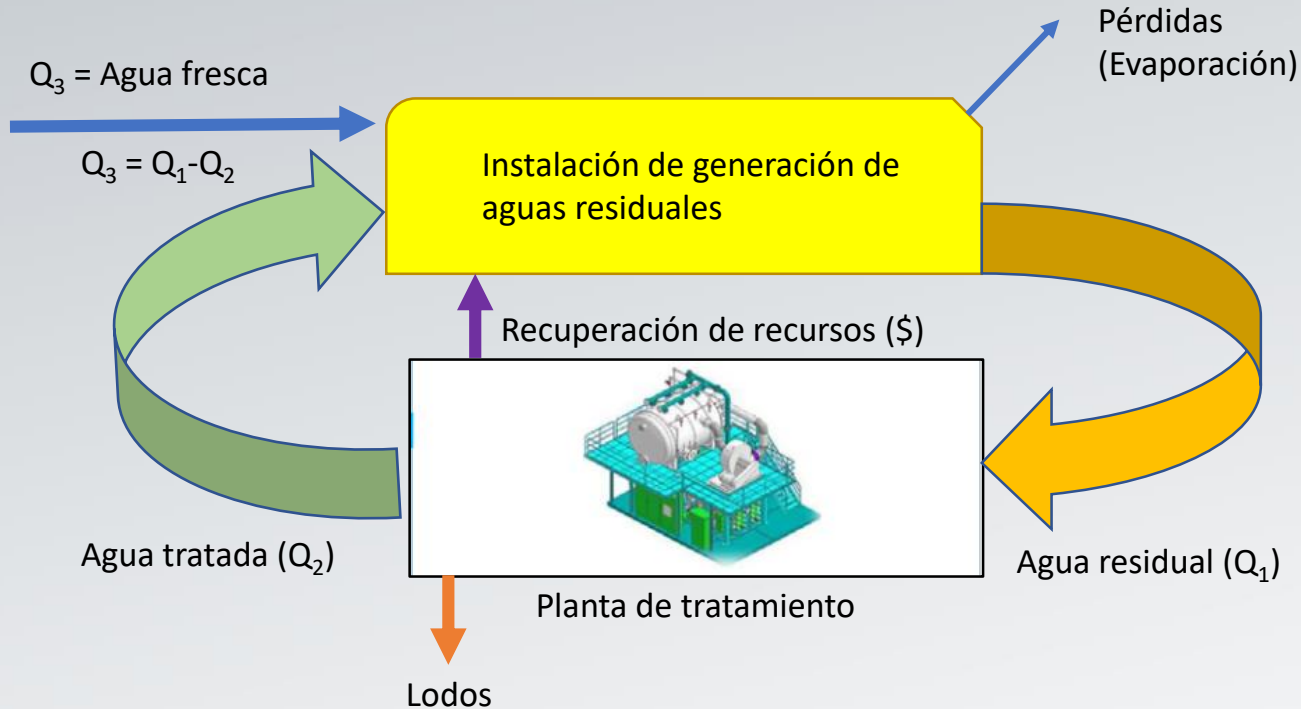 Pérdidas
(Evaporación)
Q₃ = Agua fresca
Q₃ = Q₁-Q₂
Instalación de generación de
aguas residuales
Recuperación de recursos ($)
Agua tratada (Q₂)
Agua residual (Q₁)
Planta de tratamiento
Lodos